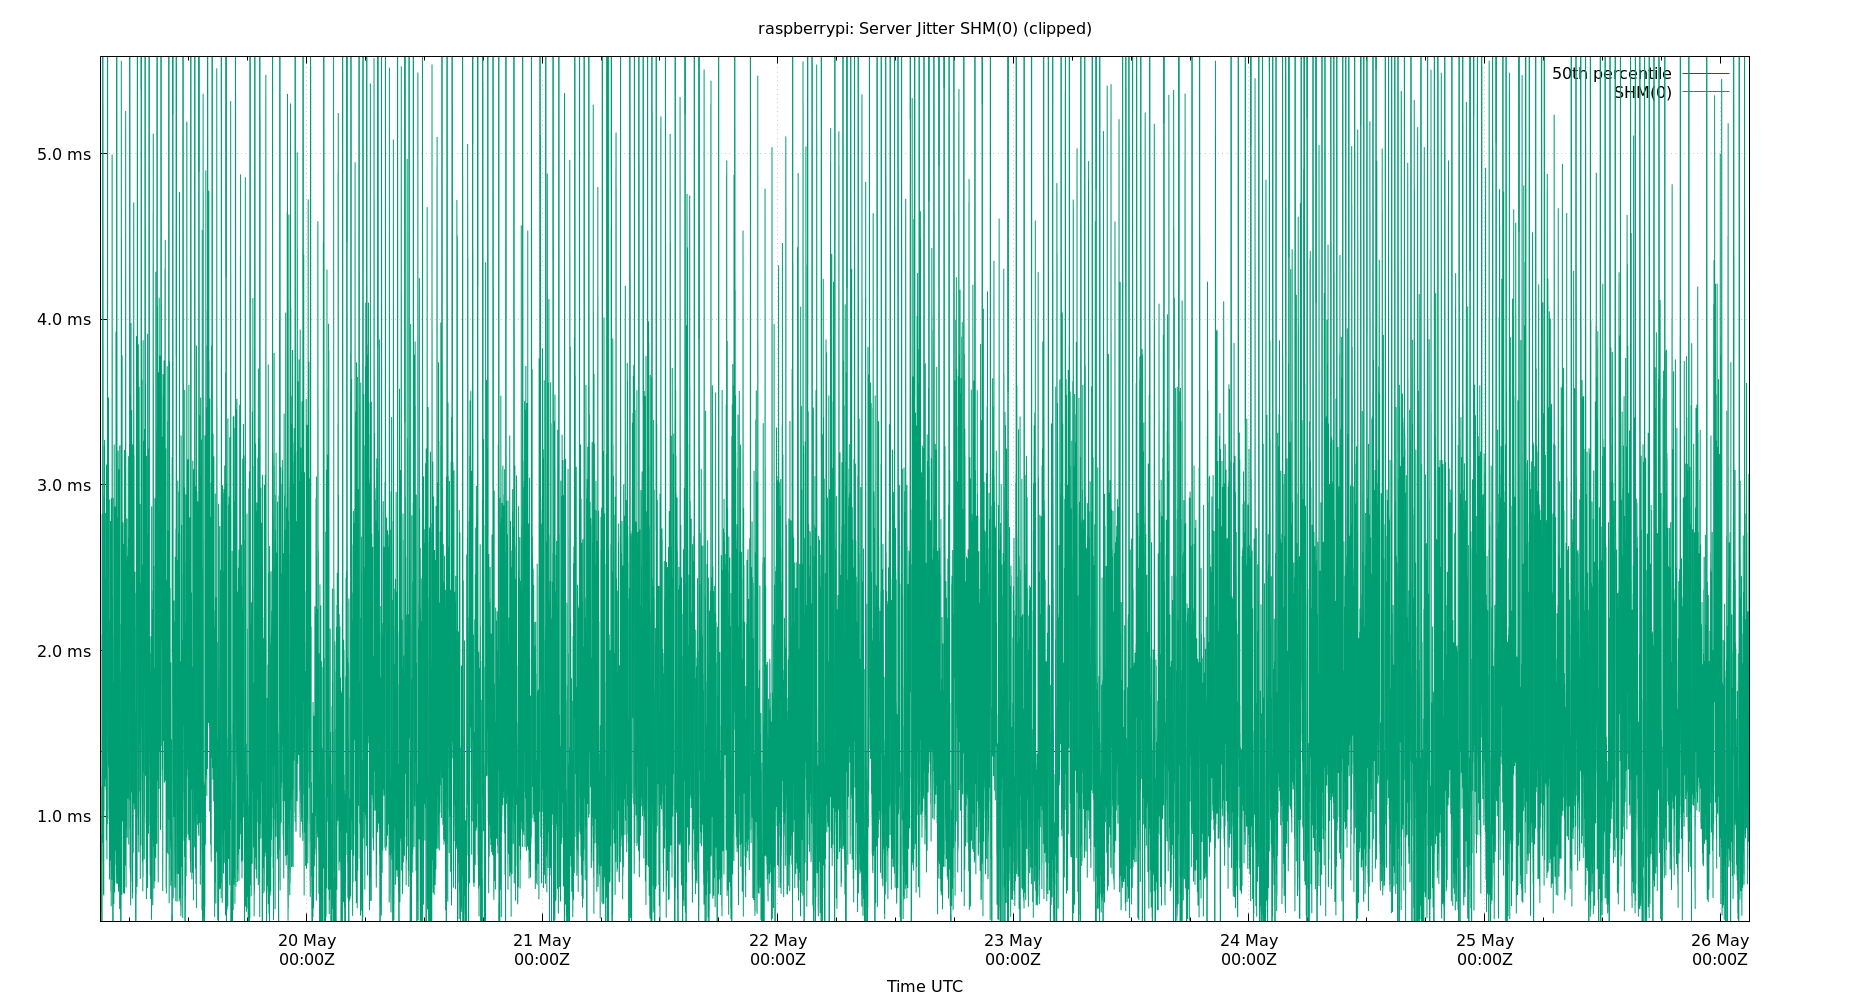 raspberrypi: Server Jitter SHM(0) (clipped)
50th percentile
SHM(0)
5.0 ms
4.0 ms
3.0 ms
2.0 ms
1.0 ms
20 May 21 May 22 May 23 May 24 May 25 May 26 May
00:00Z 00:00Z 00:00Z 00:00Z 00:00Z 00:00Z 00:00Z
Time UTC